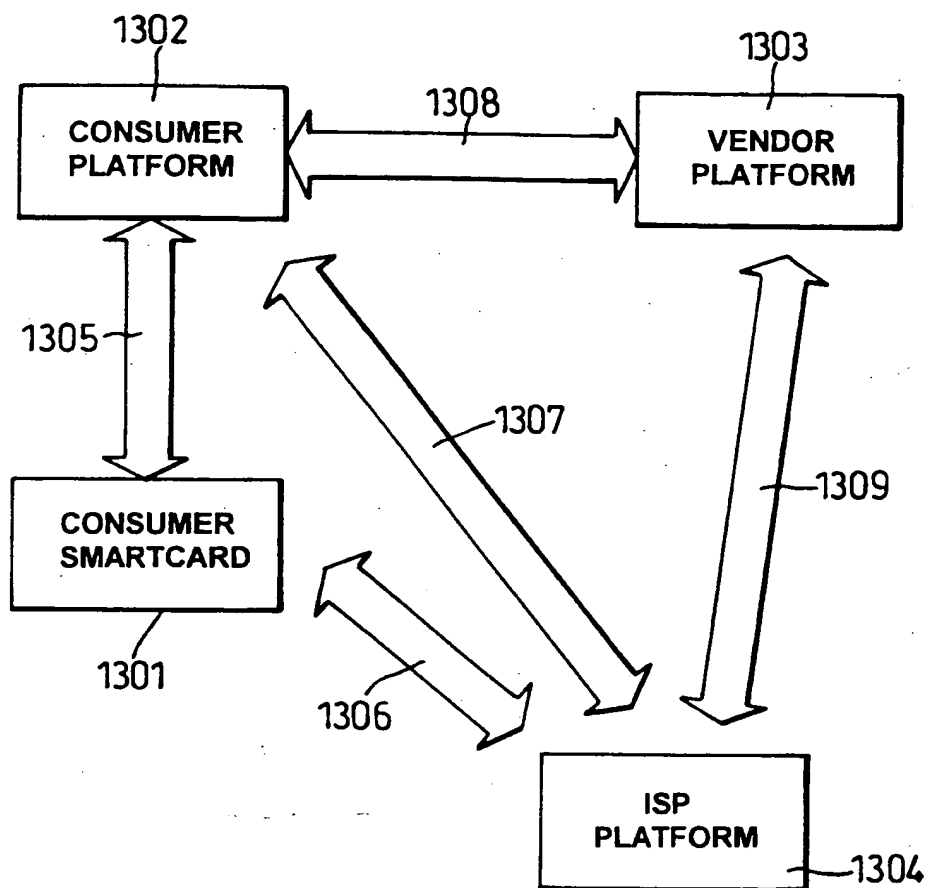 1302
1303
1308
CONSUMER
PLATFORM
VENDOR
PLATFORM
1305
1307
1309
CONSUMER
SMARTCARD
1301
1306
ISP
PLATFORM
1304